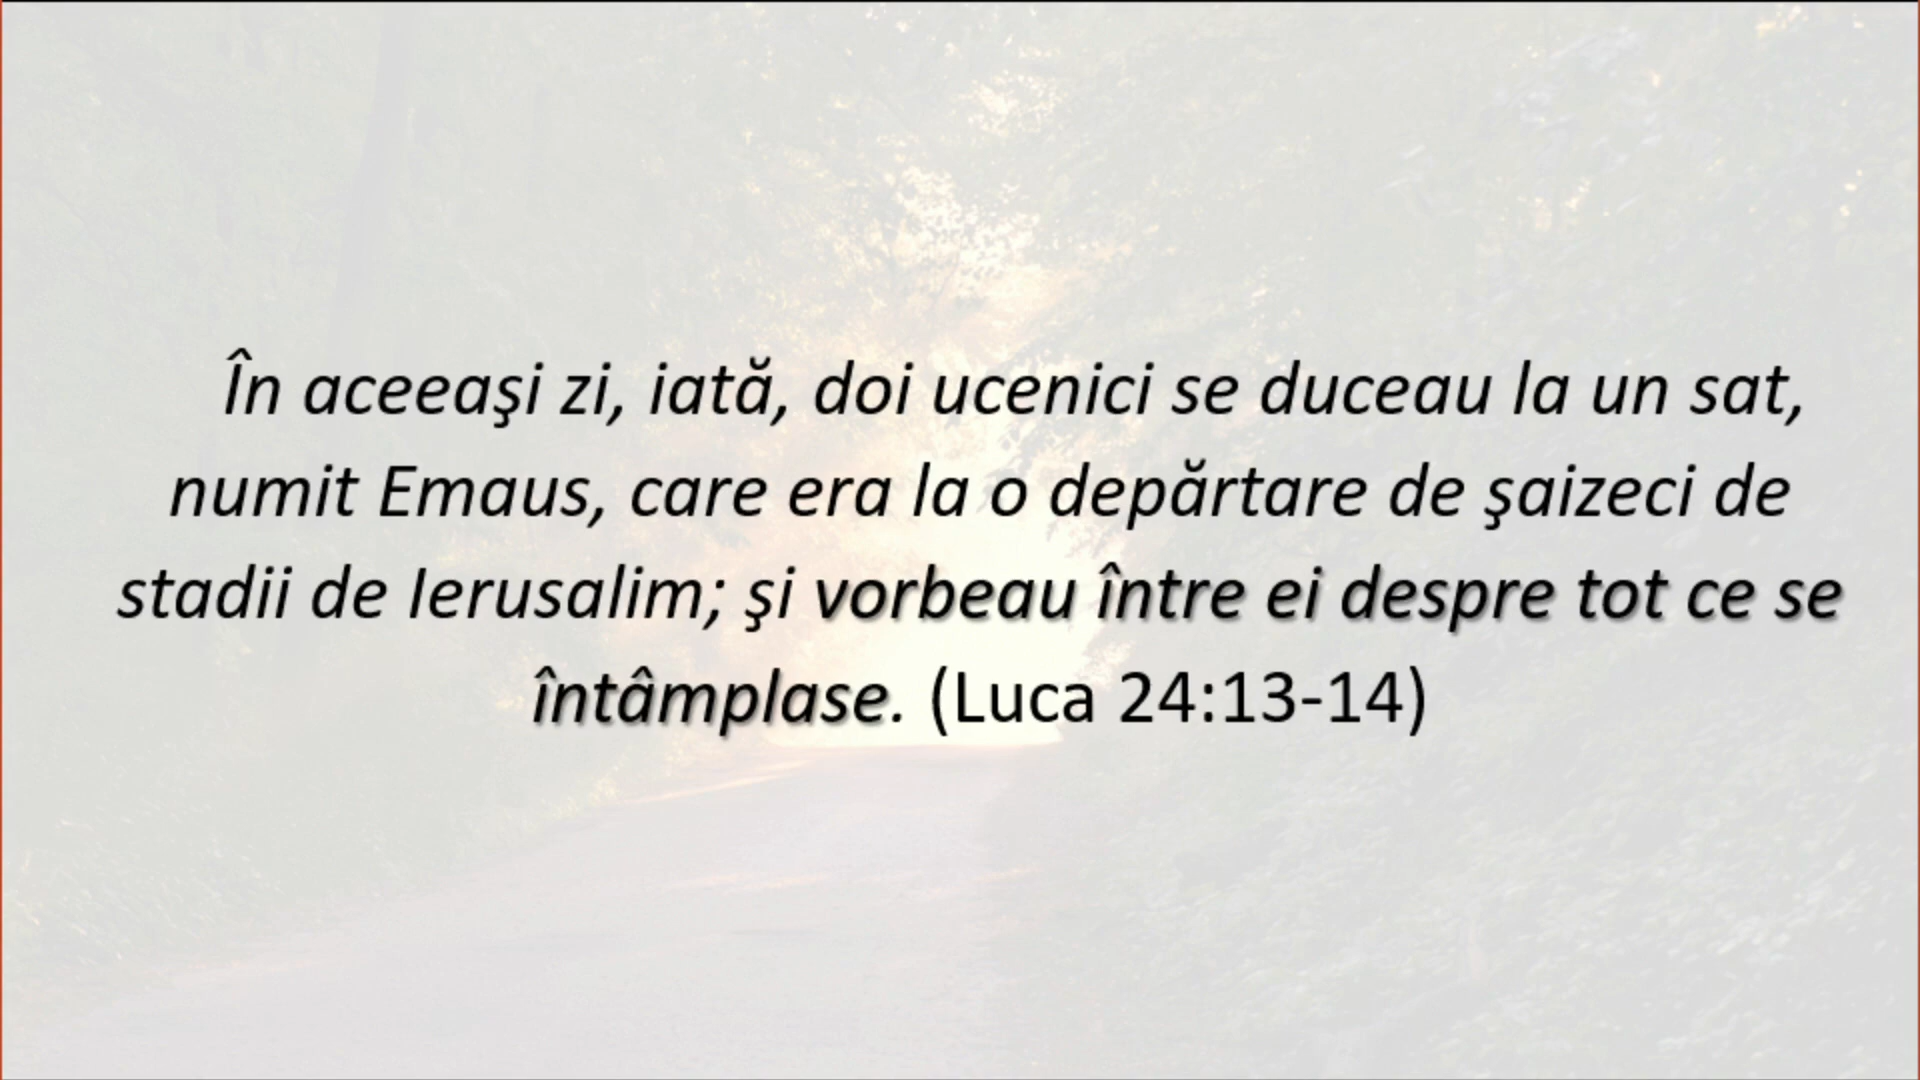 În aceeaşi zi, iată, doi ucenici se duceau la un sat,
numit Emaus, care era la o depărtare de şaizeci de
stadii de Ierusalim; şi vorbeau între ei despre tot ce se
întâmplase. (Luca 24:13-14)